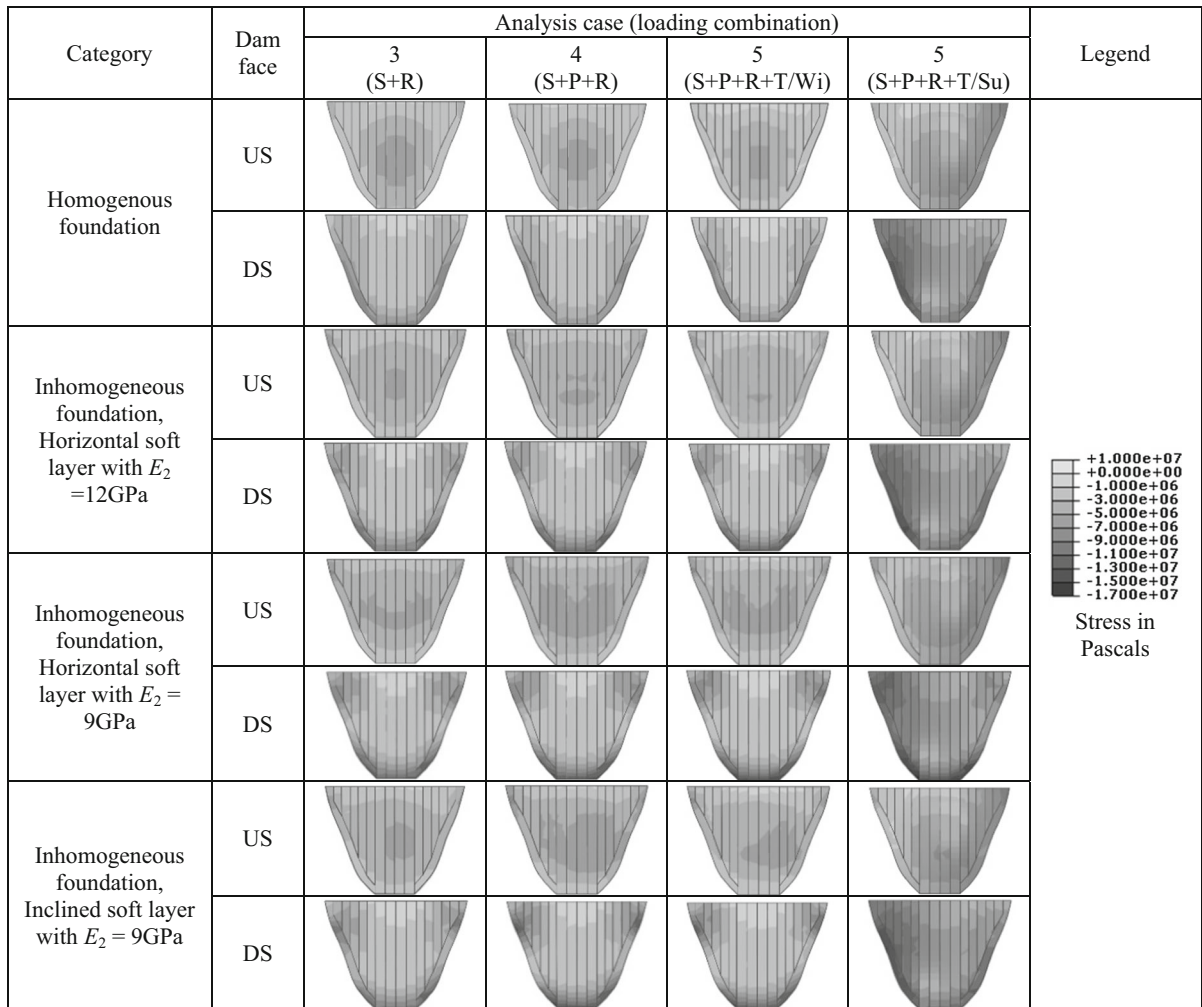 Category
Dam
face
Analysis case (loading combination)
Legend
3
(S+R)
4
(S+P+R)
5
(S+P+R+T/Wi)
5
(S+P+R+T/Su)
Homogenous
foundation
US
DS
Inhomogeneous
foundation,
Horizontal soft
layer with E₂
=12GPa
US
DS
Inhomogeneous
foundation,
Horizontal soft
layer with E₂ =
9GPa
US
DS
Inhomogeneous
foundation,
Inclined soft layer
with E₂ = 9GPa
US
DS
+1.000e+07
+0.000e+00
-1.000e+06
-3.000e+06
-5.000e+06
-7.000e+06
-9.000e+06
-1.100e+07
-1.300e+07
-1.500e+07
-1.700e+07
Stress in
Pascals